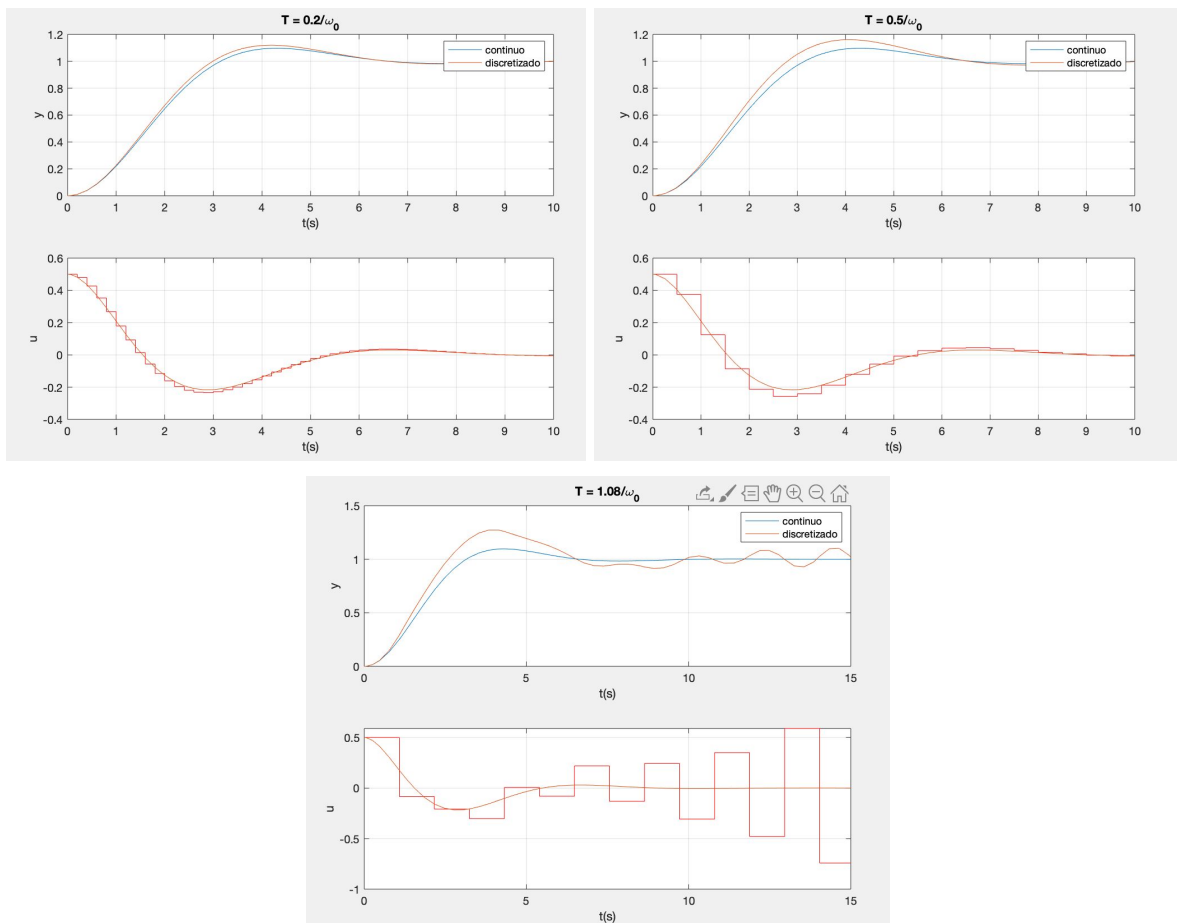 T = 0.2/ω₀
1.2
1
0.8
0.6
0.4
0.2
0
y
continuo
discretizado
0 1 2 3 4 5 6 7 8 9 10
t(s)
0.6
0.4
0.2
0
-0.2
-0.4
u
0 1 2 3 4 5 6 7 8 9 10
t(s)
T = 0.5/ω₀
1.2
1
0.8
0.6
0.4
0.2
0
y
continuo
discretizado
0 1 2 3 4 5 6 7 8 9 10
t(s)
0.6
0.4
0.2
0
-0.2
-0.4
u
0 1 2 3 4 5 6 7 8 9 10
t(s)
T = 1.08/ω₀
1.5
1
0.5
0
y
continuo
discretizado
0 5 10 15
t(s)
0.5
0
-0.5
-1
u
0 5 10 15
t(s)